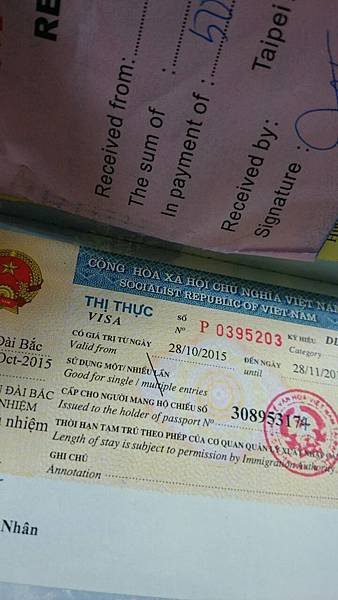 RE
Received from:
The sum of :
In payment of :
Received by: Taipei
Signature :
CỘNG HÒA XÃ HỘI CHỦ NGHĨA VIỆT NAM
SOCIALIST REPUBLIC OF VIETNAM
THỊ THỰC
VISA
SỐ
Nº P 0395203
KÝ HIỆU
Category
CÓ GIÁ TRỊ TỪ NGÀY
Valid from 28/10/2015
ĐẾN NGÀY
until 28/11/20
Đài Bắc
Oct-2015
SỬ DỤNG MỘT/ NHIỀU LẦN
Good for single / multiple entries
ĐÀI BẮC
NHIỆM
nhiệm
CẤP CHO NGƯỜI MANG HỘ CHIẾU SỐ
Issued to the holder of passport Nº 308953174
THỜI HẠN TẠM TRÚ THEO PHÉP CỦA CƠ QUAN QUẢN LÝ XUẤT NHẬP
Length of stay is subject to permission by Immigration Authority
GHI CHÚ
Annotation
Nhân